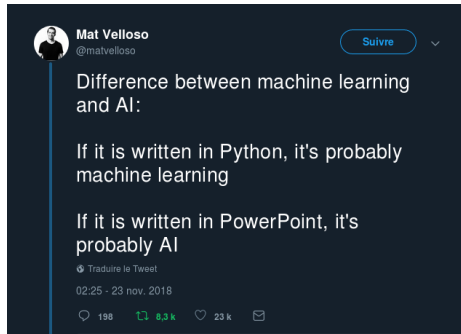 Mat Velloso
@matvelloso
Suivre
Difference between machine learning
and AI:
If it is written in Python, it's probably
machine learning
If it is written in PowerPoint, it's
probably AI
Traduire le Tweet
02:25 - 23 nov. 2018
198 8,3 k 23 k